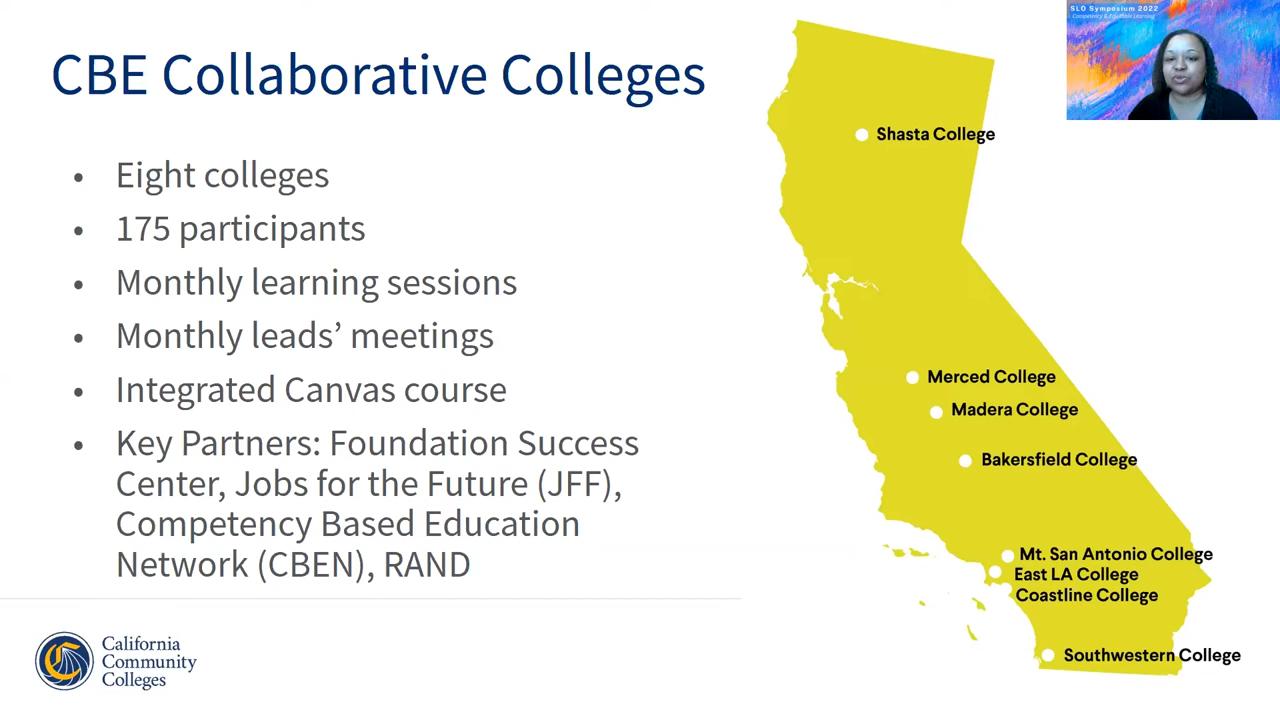 SLO Symposium 2022
Competency & Equitable Learning
CBE Collaborative Colleges
• Eight colleges
• 175 participants
• Monthly learning sessions
• Monthly leads’ meetings
• Integrated Canvas course
• Key Partners: Foundation Success
Center, Jobs for the Future (JFF),
Competency Based Education
Network (CBEN), RAND
Shasta College
Merced College
Madera College
Bakersfield College
Mt. San Antonio College
East LA College
Coastline College
Southwestern College
California
Community
Colleges